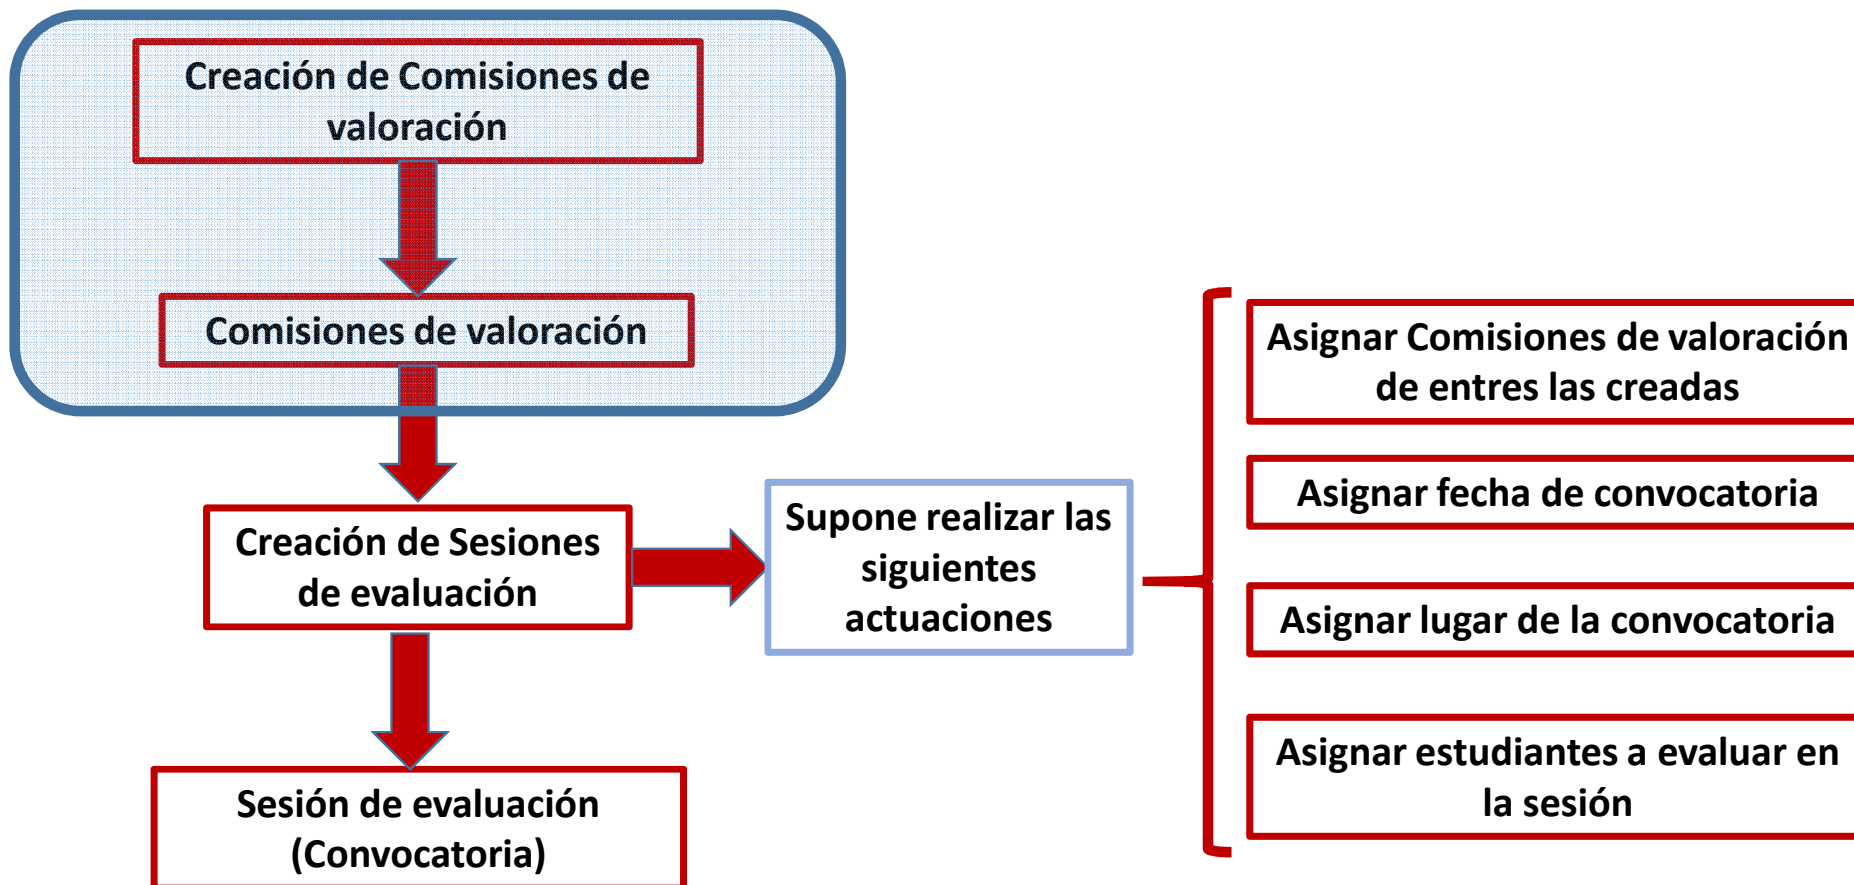 Creación de Comisiones de
valoración
Comisiones de valoración
Creación de Sesiones
de evaluación
Sesión de evaluación
(Convocatoria)
Supone realizar las
siguientes
actuaciones
Asignar Comisiones de valoración
de entres las creadas
Asignar fecha de convocatoria
Asignar lugar de la convocatoria
Asignar estudiantes a evaluar en
la sesión